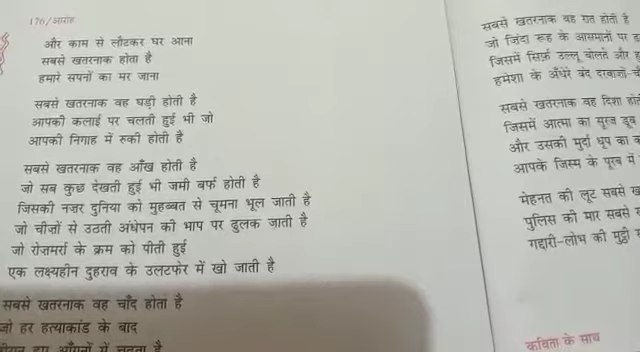 176/आरोह
और काम से लौटकर घर आना
सबसे खतरनाक होता है
हमारे सपनों का मर जाना
सबसे खतरनाक वह घड़ी होती है
आपकी कलाई पर चलती हुई भी जो
आपकी निगाह में रुकी होती है
सबसे खतरनाक वह आँख होती है
जो सब कुछ देखती हुई भी जमी बर्फ होती है
जिसकी नज़र दुनिया को मुहब्बत से चूमना भूल जाती है
जो चीज़ों से उठती अंधेपन की भाप पर ढुलक जाती है
जो रोज़मर्रा के क्रम को पीती हुई
एक लक्ष्यहीन दुहराव के उलटफेर में खो जाती है
सबसे खतरनाक वह चाँद होता है
जो हर हत्याकांड के बाद
आँगनों में चढ़ता है
सबसे खतरनाक वह रात होती है
जो ज़िंदा रूह के आसमानों पर
जिसमें सिर्फ़ उल्लू बोलते और
हमेशा के अँधेरे बंद दरवाज़ों
सबसे खतरनाक वह दिशा
जिसमें आत्मा का सूरज डूब
और उसकी मुर्दा धूप का
आपके जिस्म के पूरब में
मेहनत की लूट सबसे
पुलिस की मार सबसे
गद्दारी-लोभ की मुट्ठी
कविता के साथ